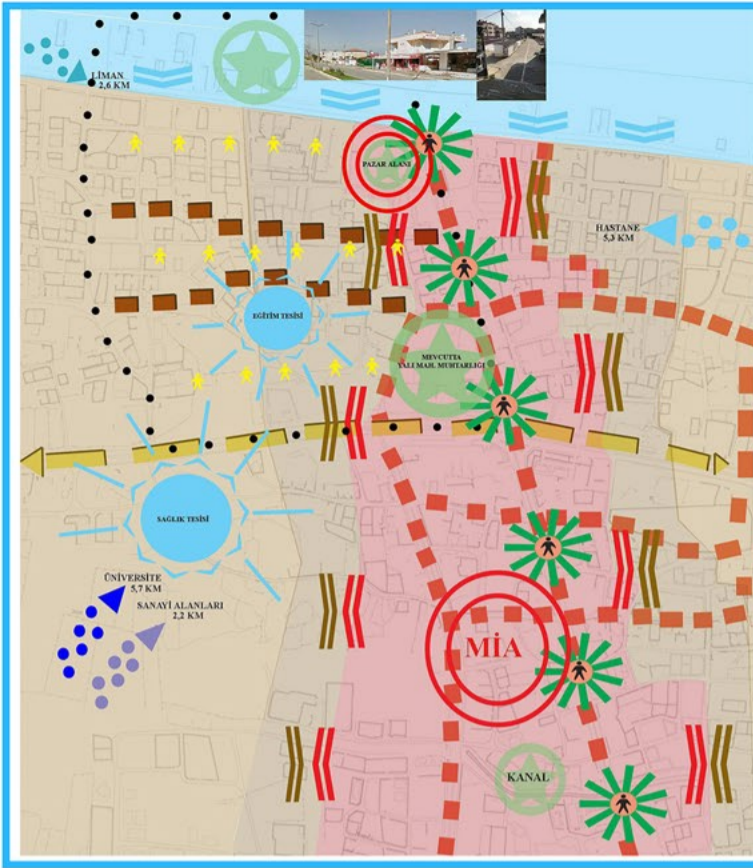 LİMAN
2,6 KM
PAZAR ALANI
HASTANE
5,3 KM
EĞİTİM TESİSİ
MEVCUTTA
YALI MAH. MUHTARLIĞI
SAĞLIK TESİSİ
ÜNİVERSİTE
5,7 KM
SANAYİ ALANLARI
2,2 KM
MİA
KANAL